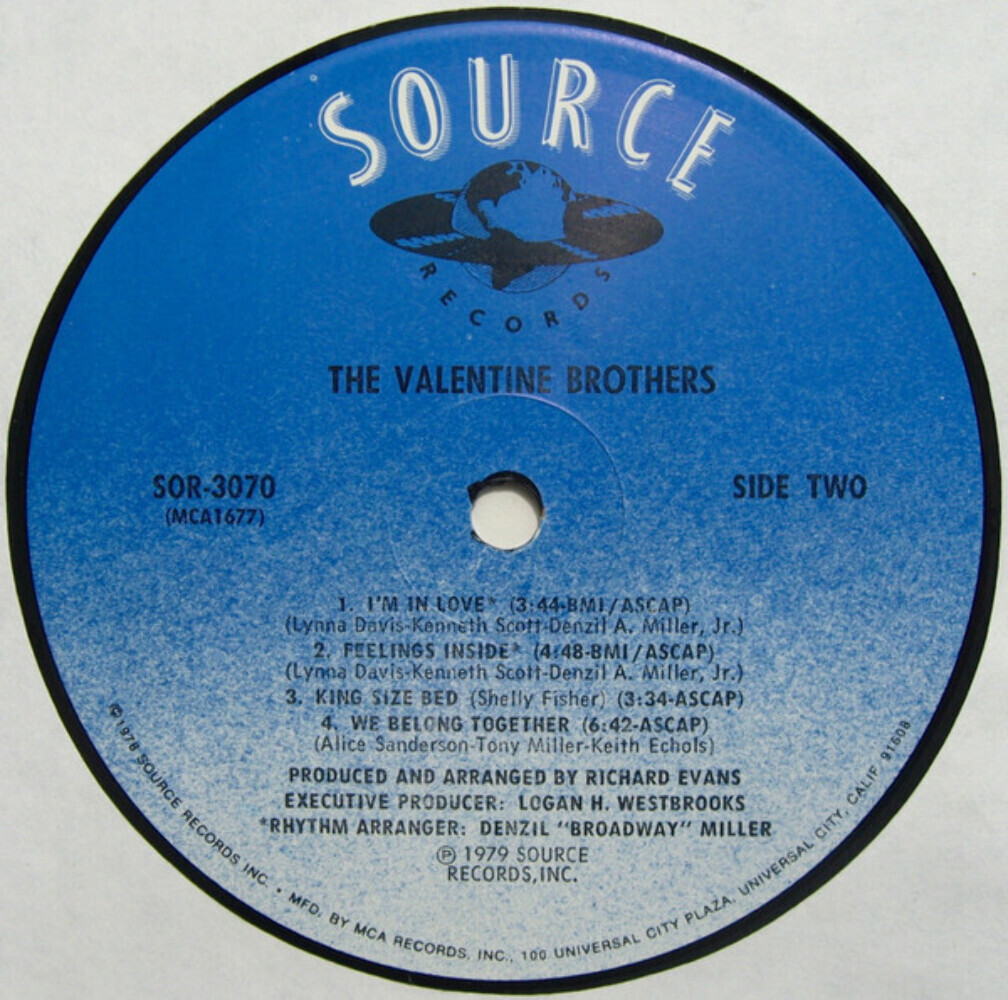 SOURCE
RECORDS
THE VALENTINE BROTHERS
SOR-3070
(MCA1677)
SIDE TWO
1. I'M IN LOVE* (3:44-BMI/ASCAP)
(Lynna Davis-Kenneth Scott-Denzil A. Miller, Jr.)
2. FEELINGS INSIDE* (4:48-BMI/ASCAP)
(Lynna Davis-Kenneth Scott-Denzil A. Miller, Jr.)
3. KING SIZE BED (Shelly Fisher) (3:34-ASCAP)
4. WE BELONG TOGETHER (6:42-ASCAP)
(Alice Sanderson-Tony Miller-Keith Echols)
PRODUCED AND ARRANGED BY RICHARD EVANS
EXECUTIVE PRODUCER: LOGAN H. WESTBROOKS
*RHYTHM ARRANGER: DENZIL "BROADWAY" MILLER
℗ 1979 SOURCE
RECORDS, INC.
©1978 SOURCE RECORDS INC. • MFD. BY MCA RECORDS, INC., 100 UNIVERSAL CITY PLAZA, UNIVERSAL CITY, CALIF. 91608